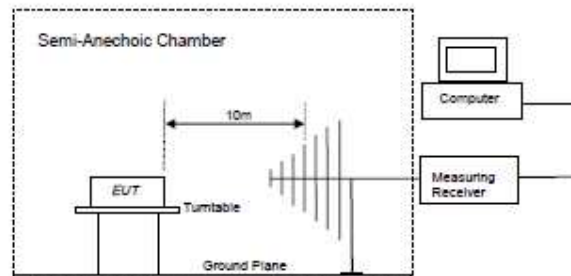 Semi-Anechoic Chamber
10m
Computer
EUT
Turntable
Measuring
Receiver
Ground Plane